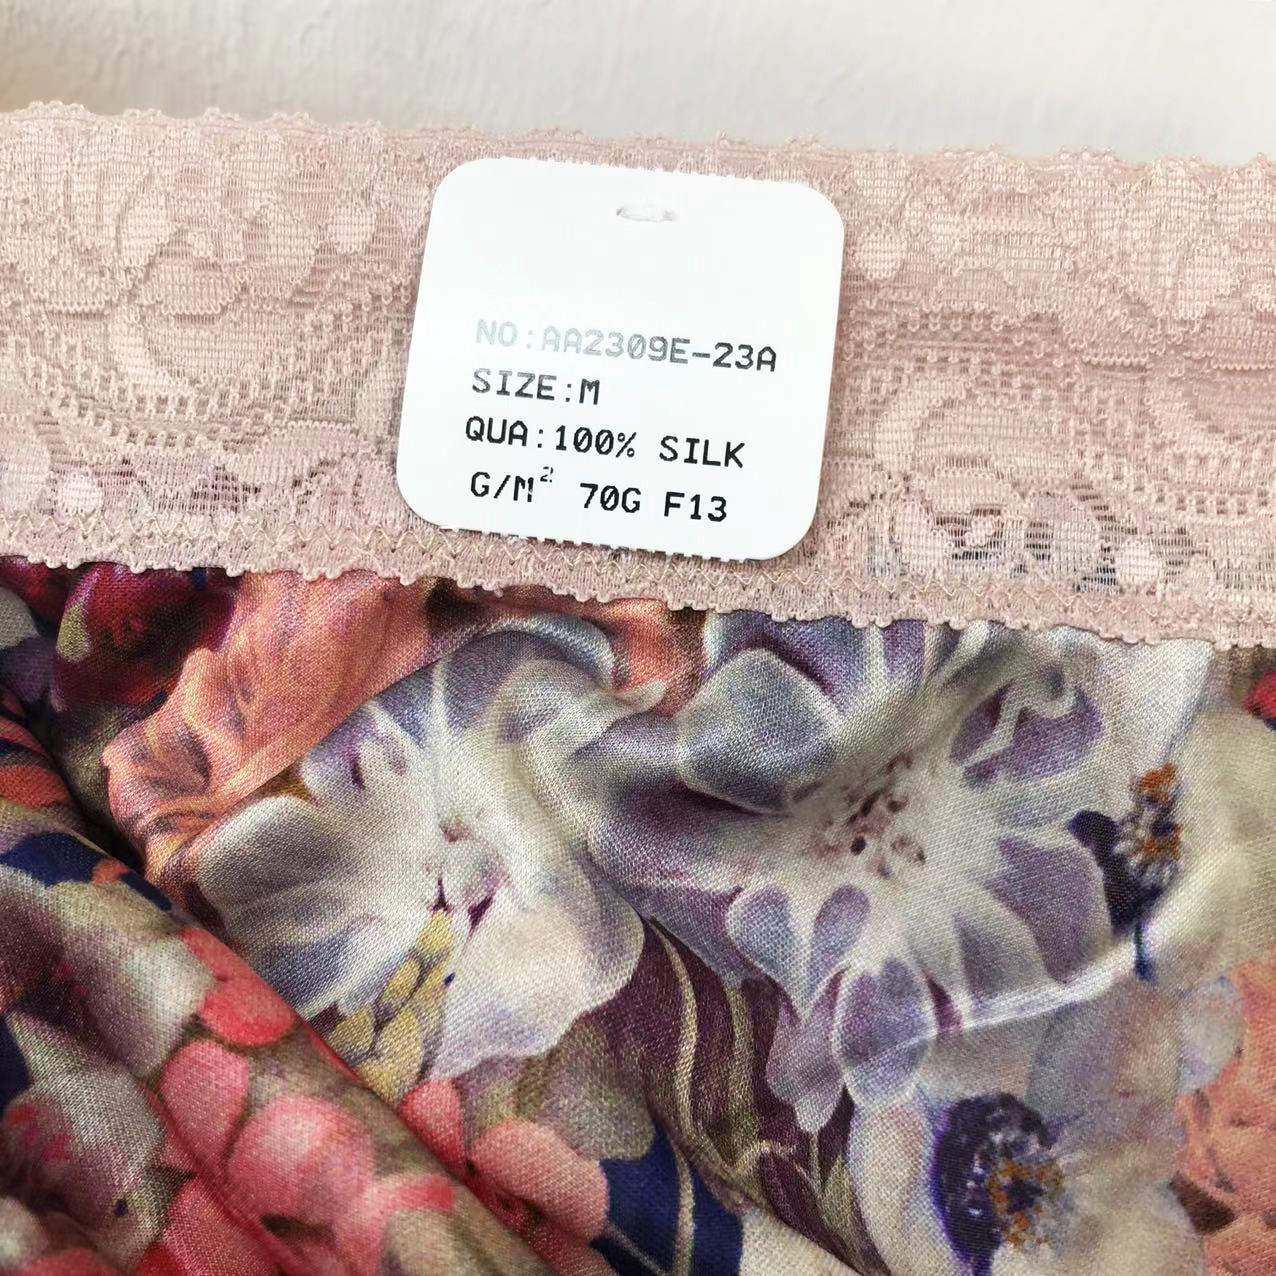 NO:AA2309E-23A
SIZE:M
QUA:100% SILK
G/M² 70G F13